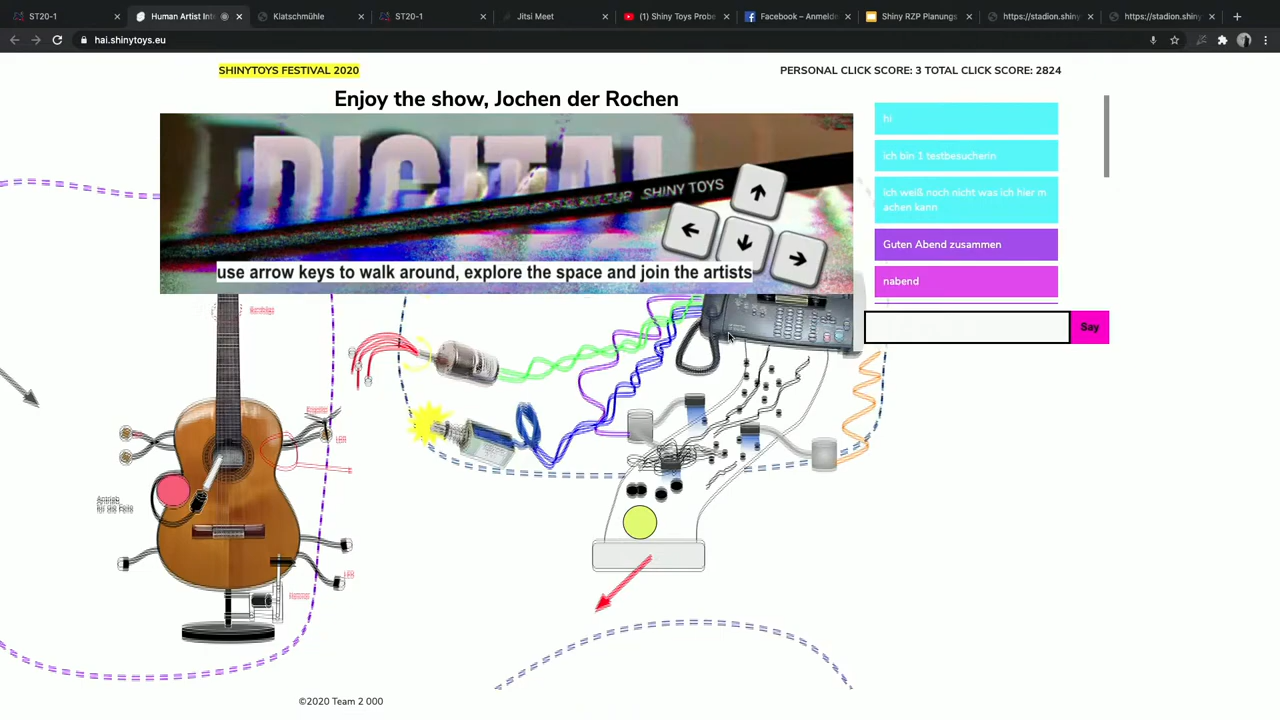 ST20-1
Human Artist Int
Klatschmühle
ST20-1
Jitsi Meet
(1) Shiny Toys Probe
Facebook – Anmelde
Shiny RZP Planungs
https://stadion.shiny
https://stadion.shiny
hai.shinytoys.eu
SHINYTOYS FESTIVAL 2020
PERSONAL CLICK SCORE: 3 TOTAL CLICK SCORE: 2824
Enjoy the show, Jochen der Rochen
DIGITAL
SHINY TOYS
use arrow keys to walk around, explore the space and join the artists
hi
ich bin 1 testbesucherin
ich weiß noch nicht was ich hier m
achen kann
Guten Abend zusammen
nabend
Say
Antrieb
©2020 Team 2 000